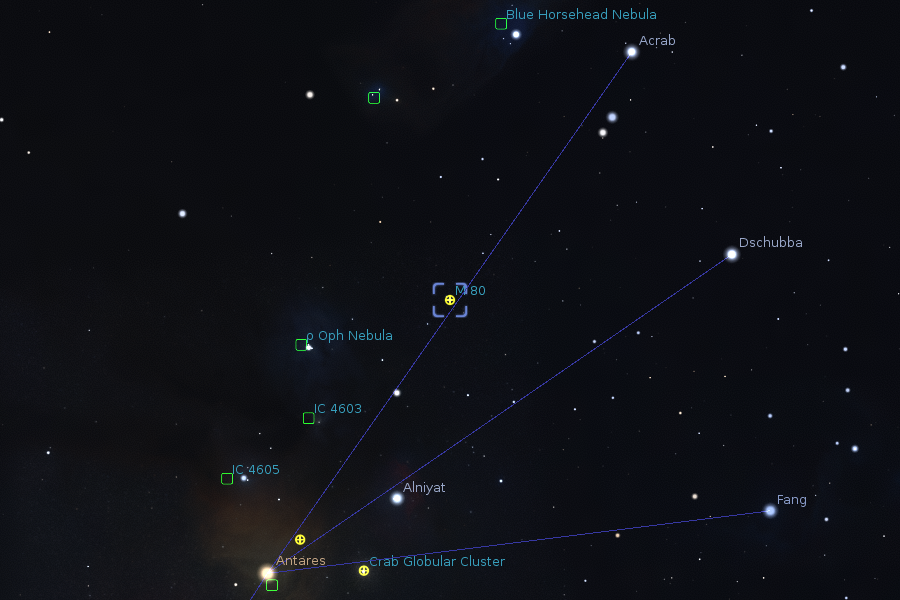 Blue Horsehead Nebula
Acrab
Dschubba
M 80
ρ Oph Nebula
IC 4603
IC 4605
Alniyat
Fang
Antares
Crab Globular Cluster